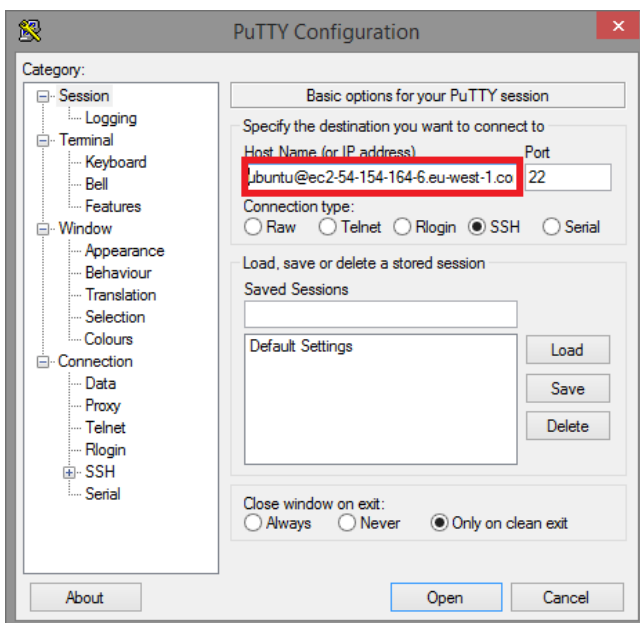 PuTTY Configuration
Category:
Session
Logging
Terminal
Keyboard
Bell
Features
Window
Appearance
Behaviour
Translation
Selection
Colours
Connection
Data
Proxy
Telnet
Rlogin
SSH
Serial
Basic options for your PuTTY session
Specify the destination you want to connect to
Host Name (or IP address) Port
ubuntu@ec2-54-154-164-6.eu-west-1.co 22
Connection type:
Raw Telnet Rlogin SSH Serial
Load, save or delete a stored session
Saved Sessions
Default Settings
Load
Save
Delete
Close window on exit:
Always Never Only on clean exit
About Open Cancel